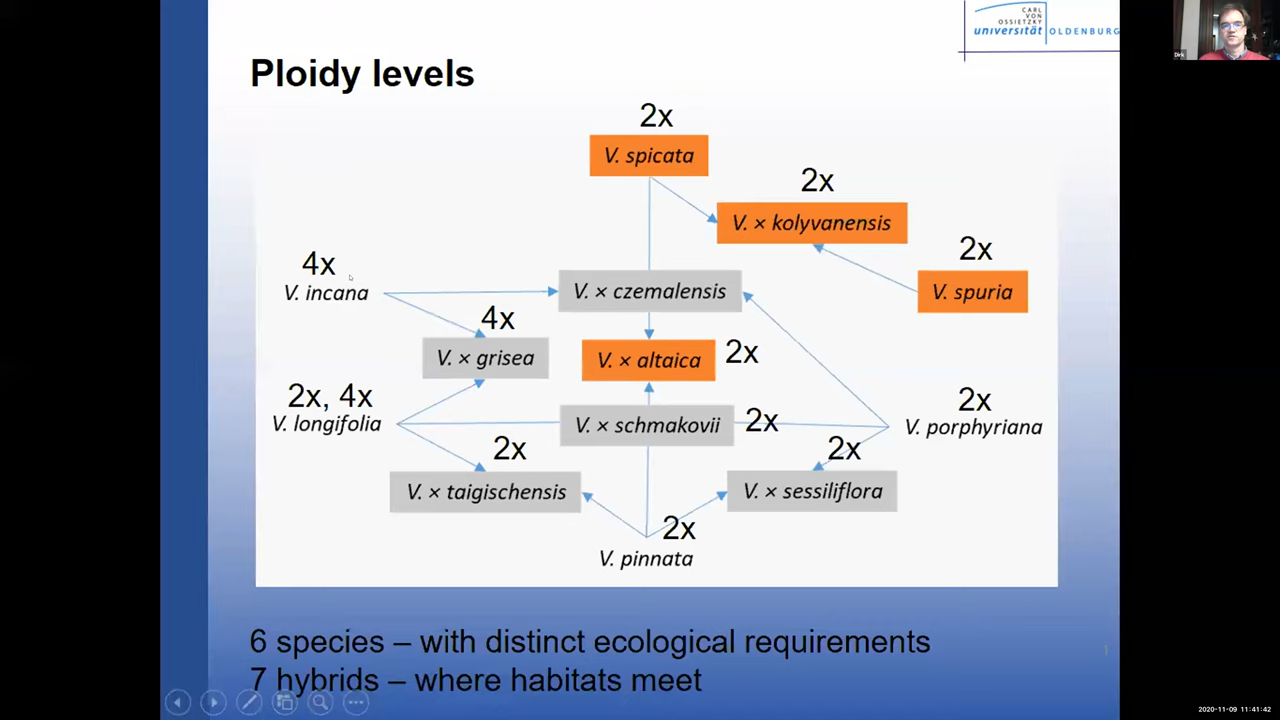 CARL
VON
OSSIETZKY
universität OLDENBURG
Dirk
Ploidy levels
2x
V. spicata
2x
V. × kolyvanensis
2x
V. spuria
4x
V. incana
V. × czemalensis
4x
V. × grisea
V. × altaica 2x
2x, 4x
V. longifolia
V. × schmakovii 2x
2x
V. porphyriana
2x
V. × taigischensis
2x
V. × sessiliflora
2x
V. pinnata
6 species – with distinct ecological requirements
7 hybrids – where habitats meet
1
2020-11-09 11:41:42